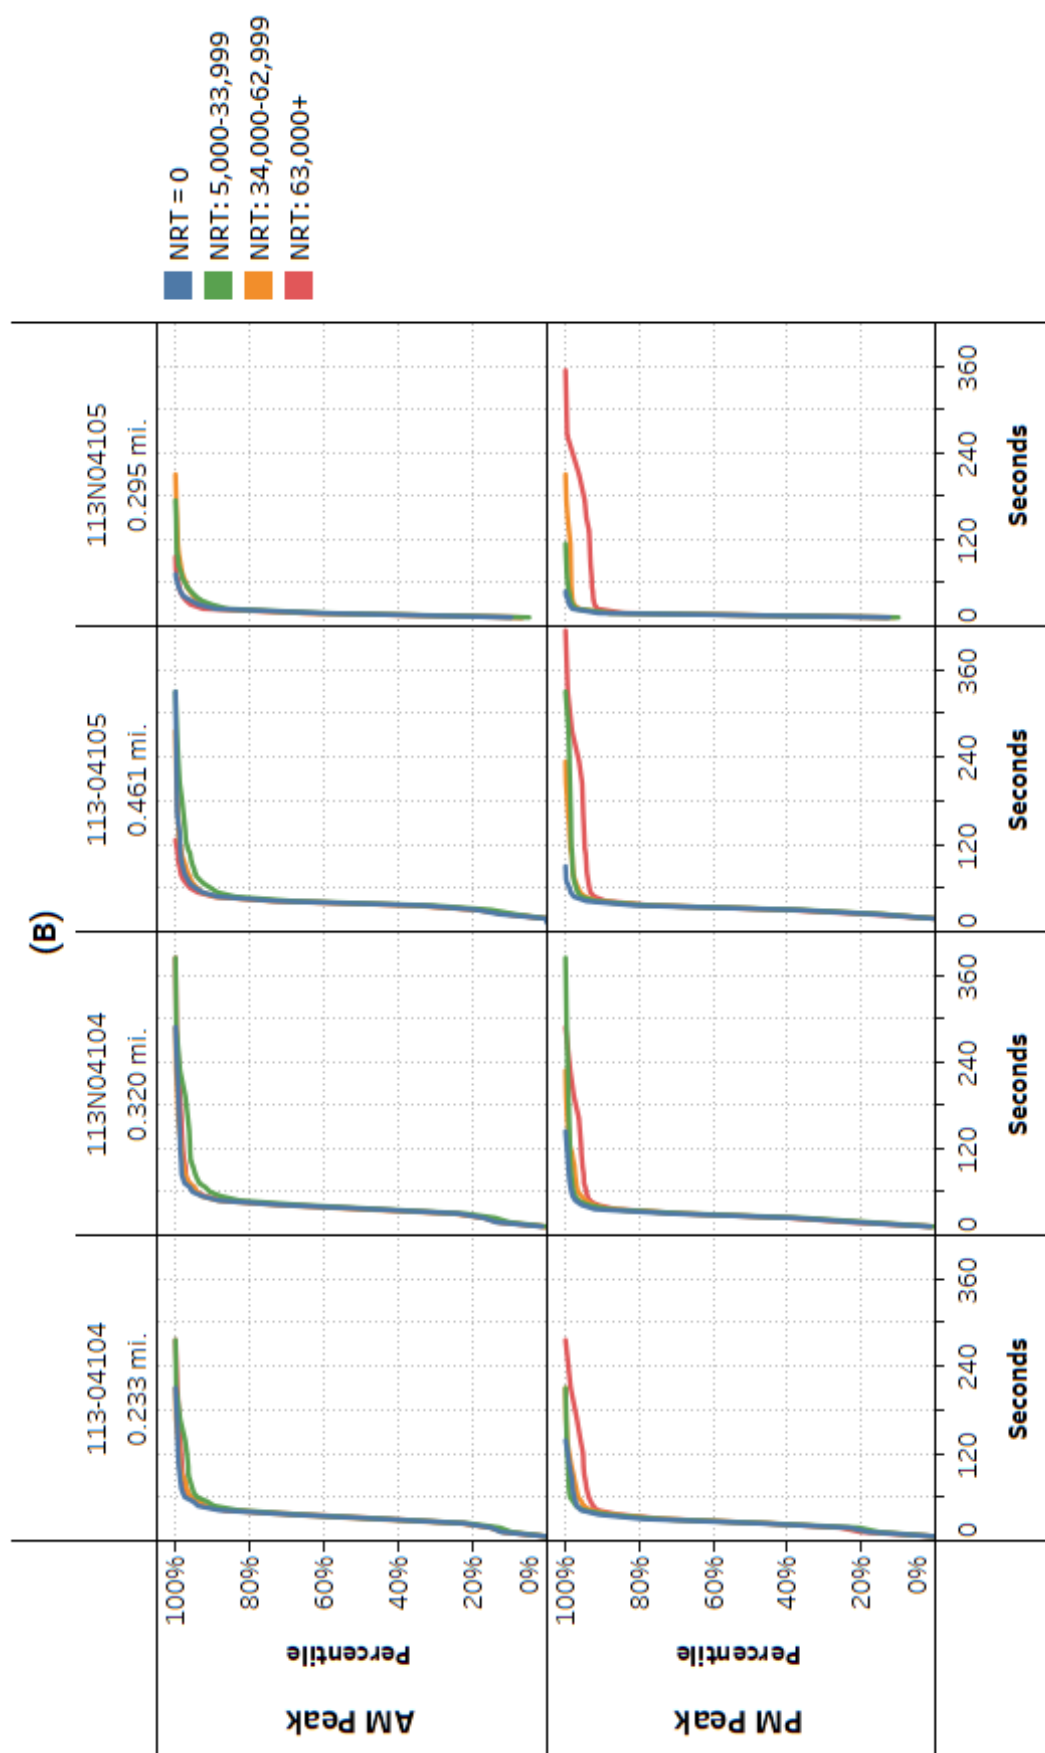 (B)
113-04104
0.233 mi.
113N04104
0.320 mi.
113-04105
0.461 mi.
113N04105
0.295 mi.
AM Peak
Percentile
100%
80%
60%
40%
20%
0%
PM Peak
Percentile
100%
80%
60%
40%
20%
0%
0 120 240 360
0 120 240 360
0 120 240 360
0 120 240 360
Seconds
Seconds
Seconds
Seconds
NRT = 0
NRT: 5,000-33,999
NRT: 34,000-62,999
NRT: 63,000+